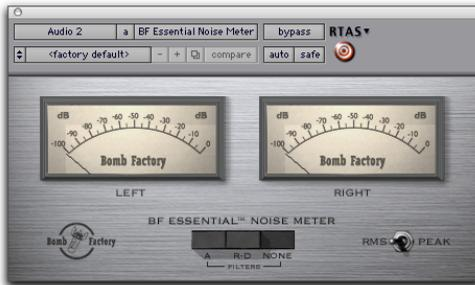 Audio 2 a BF Essential Noise Meter bypass RTAS
<factory default> - + compare auto safe
dB dB
-100 -90 -80 -70 -60 -50 -40 -30 -20 -10 0
Bomb Factory
LEFT
dB dB
-100 -90 -80 -70 -60 -50 -40 -30 -20 -10 0
Bomb Factory
RIGHT
BF ESSENTIAL™ NOISE METER
Bomb Factory
A R-D NONE
FILTERS
RMS PEAK